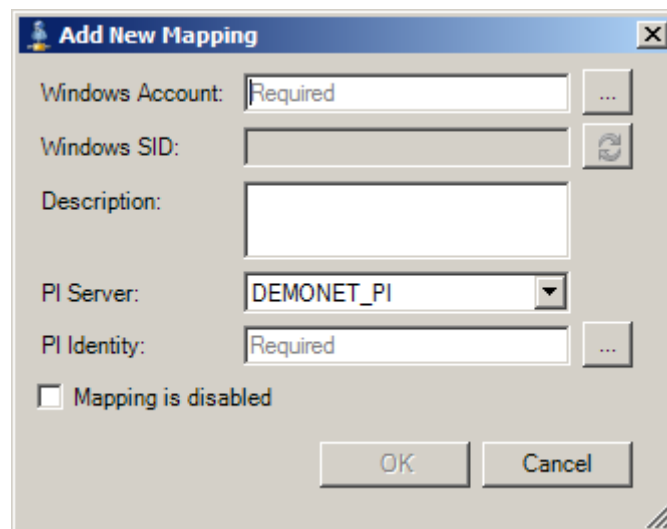 Add New Mapping
Windows Account: Required ...
Windows SID:
Description:
PI Server: DEMONET_PI
PI Identity: Required ...
Mapping is disabled
OK Cancel